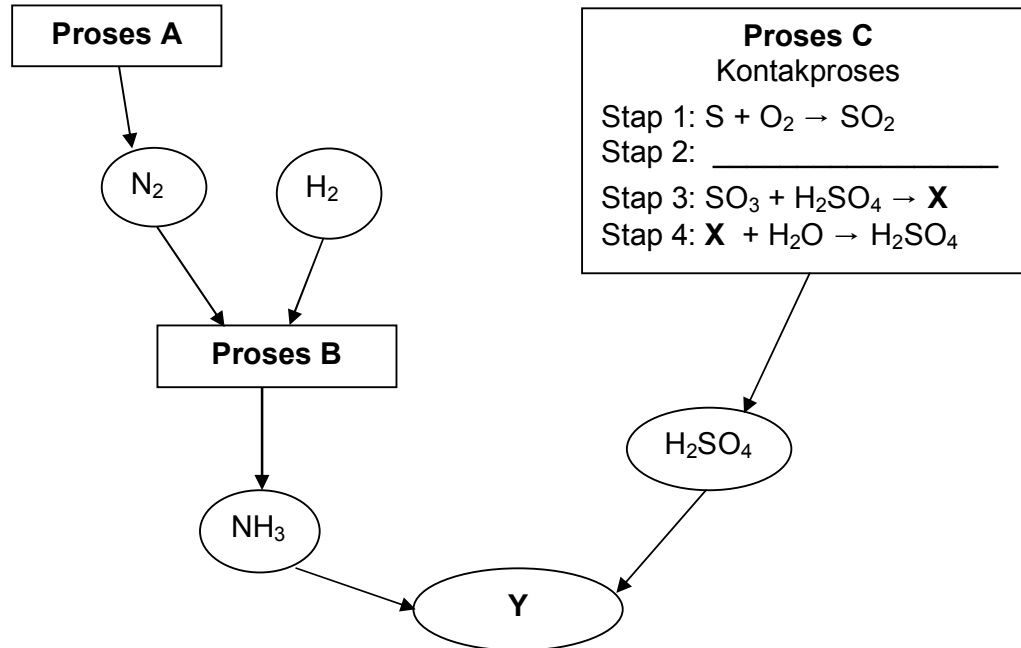 Proses A
N₂
H₂
Proses B
NH₃
Proses C
Kontakproses
Stap 1: S + O₂ → SO₂
Stap 2: ___________________
Stap 3: SO₃ + H₂SO₄ → X
Stap 4: X + H₂O → H₂SO₄
H₂SO₄
Y